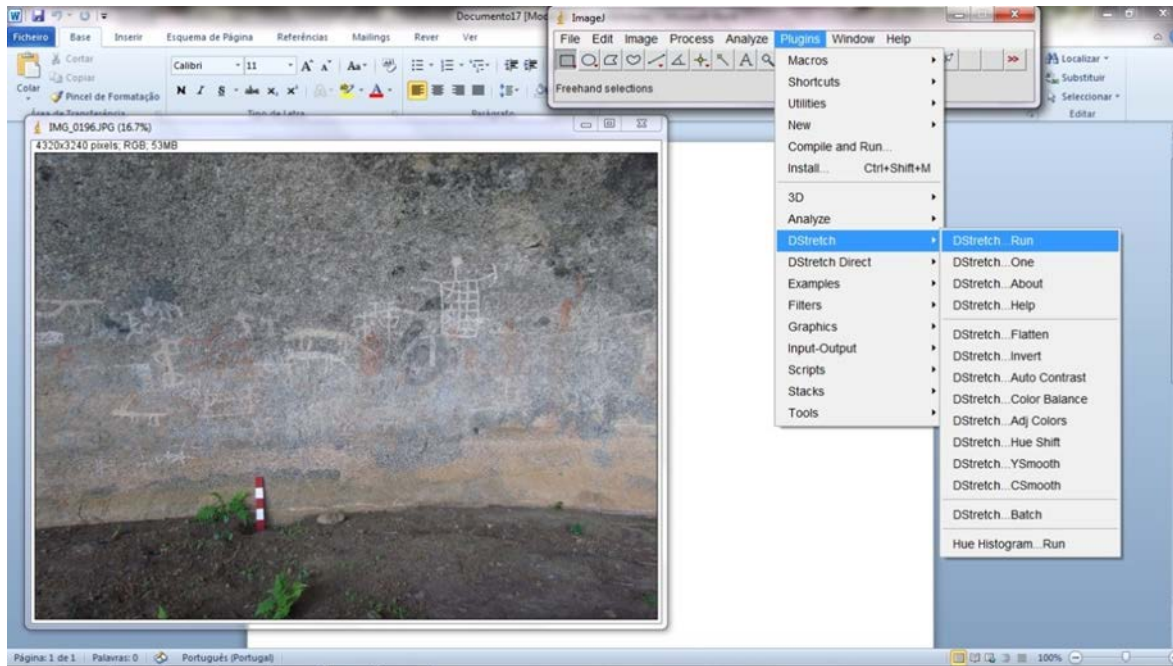 Documento17 [Mod
Ficheiro Base Inserir Esquema de Página Referências Mailings Rever Ver
Cortar
Copiar
Colar
Pincel de Formatação
Calibri 11
N I S abc
Localizar
Substituir
Seleccionar
Editar
ImageJ
File Edit Image Process Analyze Plugins Window Help
Freehand selections
IMG_0196.JPG (16.7%)
4320x3240 pixels; RGB; 53MB
Macros
Shortcuts
Utilities
New
Compile and Run...
Install... Ctrl+Shift+M
3D
Analyze
DStretch
DStretch Direct
Examples
Filters
Graphics
Input-Output
Scripts
Stacks
Tools
DStretch...Run
DStretch...One
DStretch...About
DStretch...Help
DStretch...Flatten
DStretch...Invert
DStretch...Auto Contrast
DStretch...Color Balance
DStretch...Adj Colors
DStretch...Hue Shift
DStretch...YSmooth
DStretch...CSmooth
DStretch...Batch
Hue Histogram...Run
Página: 1 de 1 Palavras: 0 Português (Portugal) 100%